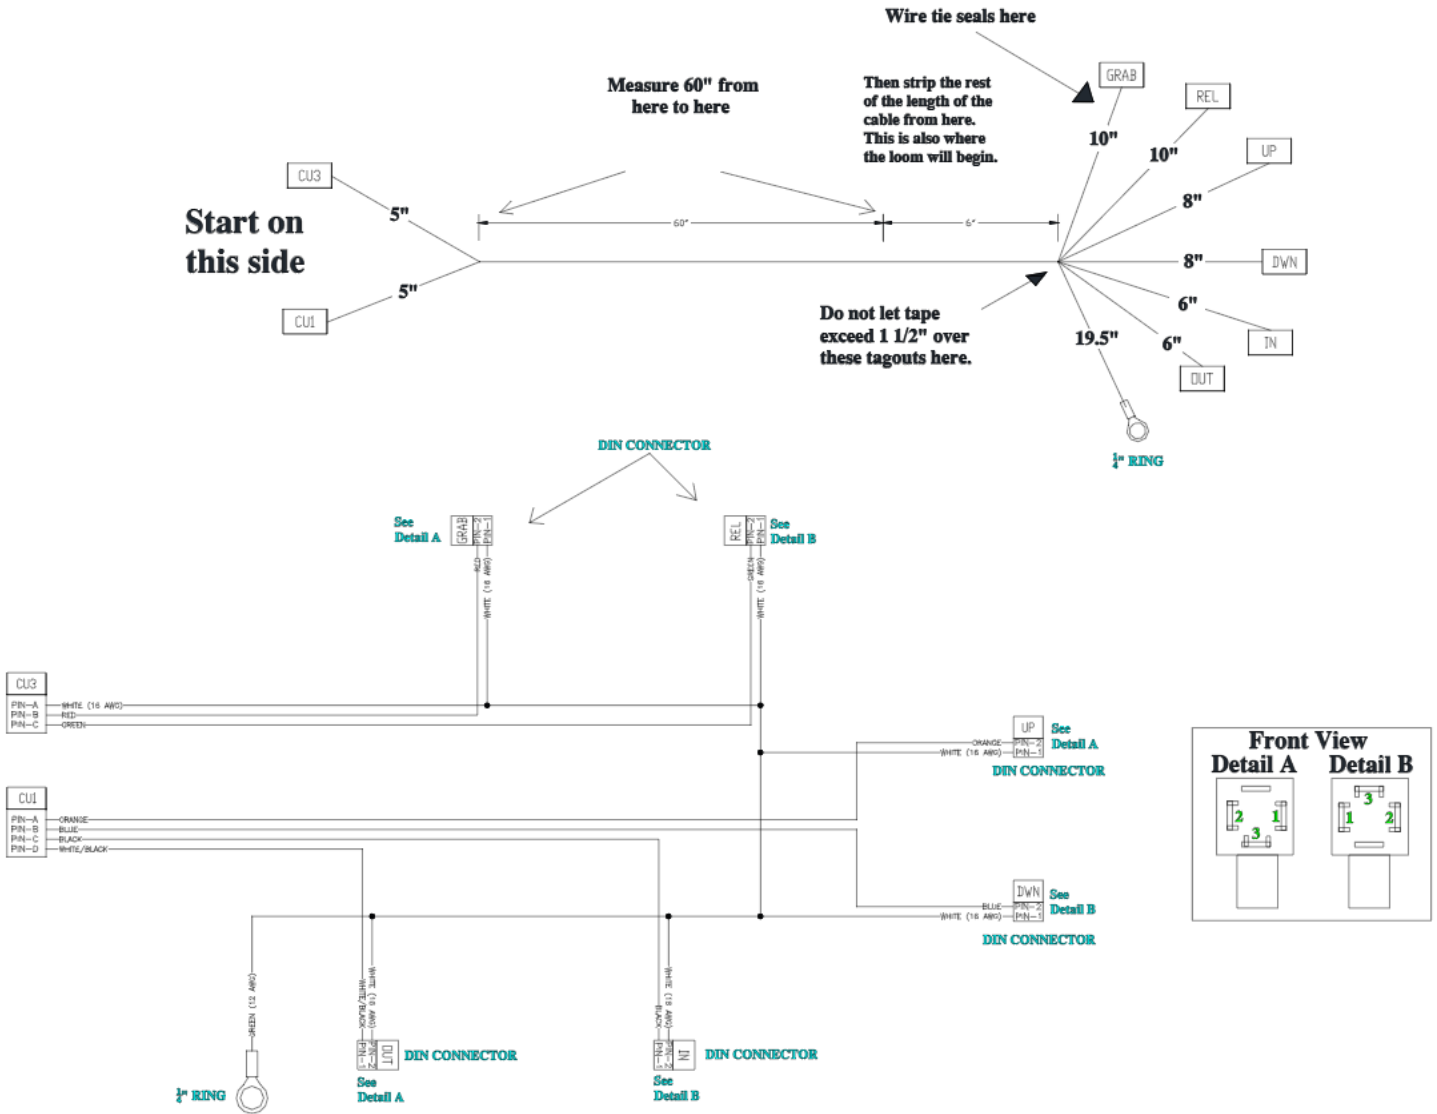 Wire tie seals here
GRAB
REL
Measure 60" from
here to here
Then strip the rest
of the length of the
cable from here.
This is also where
the loom will begin.
10"
10"
UP
CU3
5"
8"
Start on
this side
60"
6"
8"
DWN
5"
6"
CU1
Do not let tape
exceed 1 1/2" over
these tagouts here.
19.5"
6"
IN
OUT
1/4" RING
DIN CONNECTOR
See
Detail A
GRAB
PIN-2
PIN-1
REL
PIN-2
PIN-1
See
Detail B
RED
WHITE (16 AWG)
GREEN
WHITE (16 AWG)
CU3
PIN-A WHITE (16 AWG)
PIN-B RED
PIN-C GREEN
UP
See
Detail A
ORANGE PIN-2
WHITE (16 AWG) PIN-1
DIN CONNECTOR
Front View
Detail A Detail B
2 1
3
3
1 2
CU1
PIN-A ORANGE
PIN-B BLUE
PIN-C BLACK
PIN-D WHITE/BLACK
DWN
See
Detail B
BLUE PIN-2
WHITE (16 AWG) PIN-1
DIN CONNECTOR
GREEN (12 AWG)
WHITE/BLACK
WHITE (16 AWG)
BLACK
WHITE (16 AWG)
PIN-1
PIN-2
OUT
DIN CONNECTOR
PIN-1
PIN-2
IN
DIN CONNECTOR
See
Detail A
See
Detail B
1/4" RING